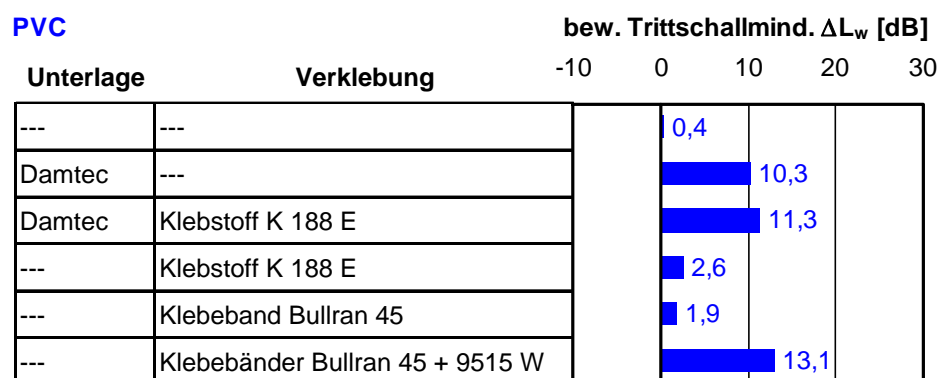 PVC bew. Trittschallmind. ΔLw [dB]
Unterlage Verklebung -10 0 10 20 30
--- --- 0,4
Damtec --- 10,3
Damtec Klebstoff K 188 E 11,3
--- Klebstoff K 188 E 2,6
--- Klebeband Bullran 45 1,9
--- Klebebänder Bullran 45 + 9515 W 13,1